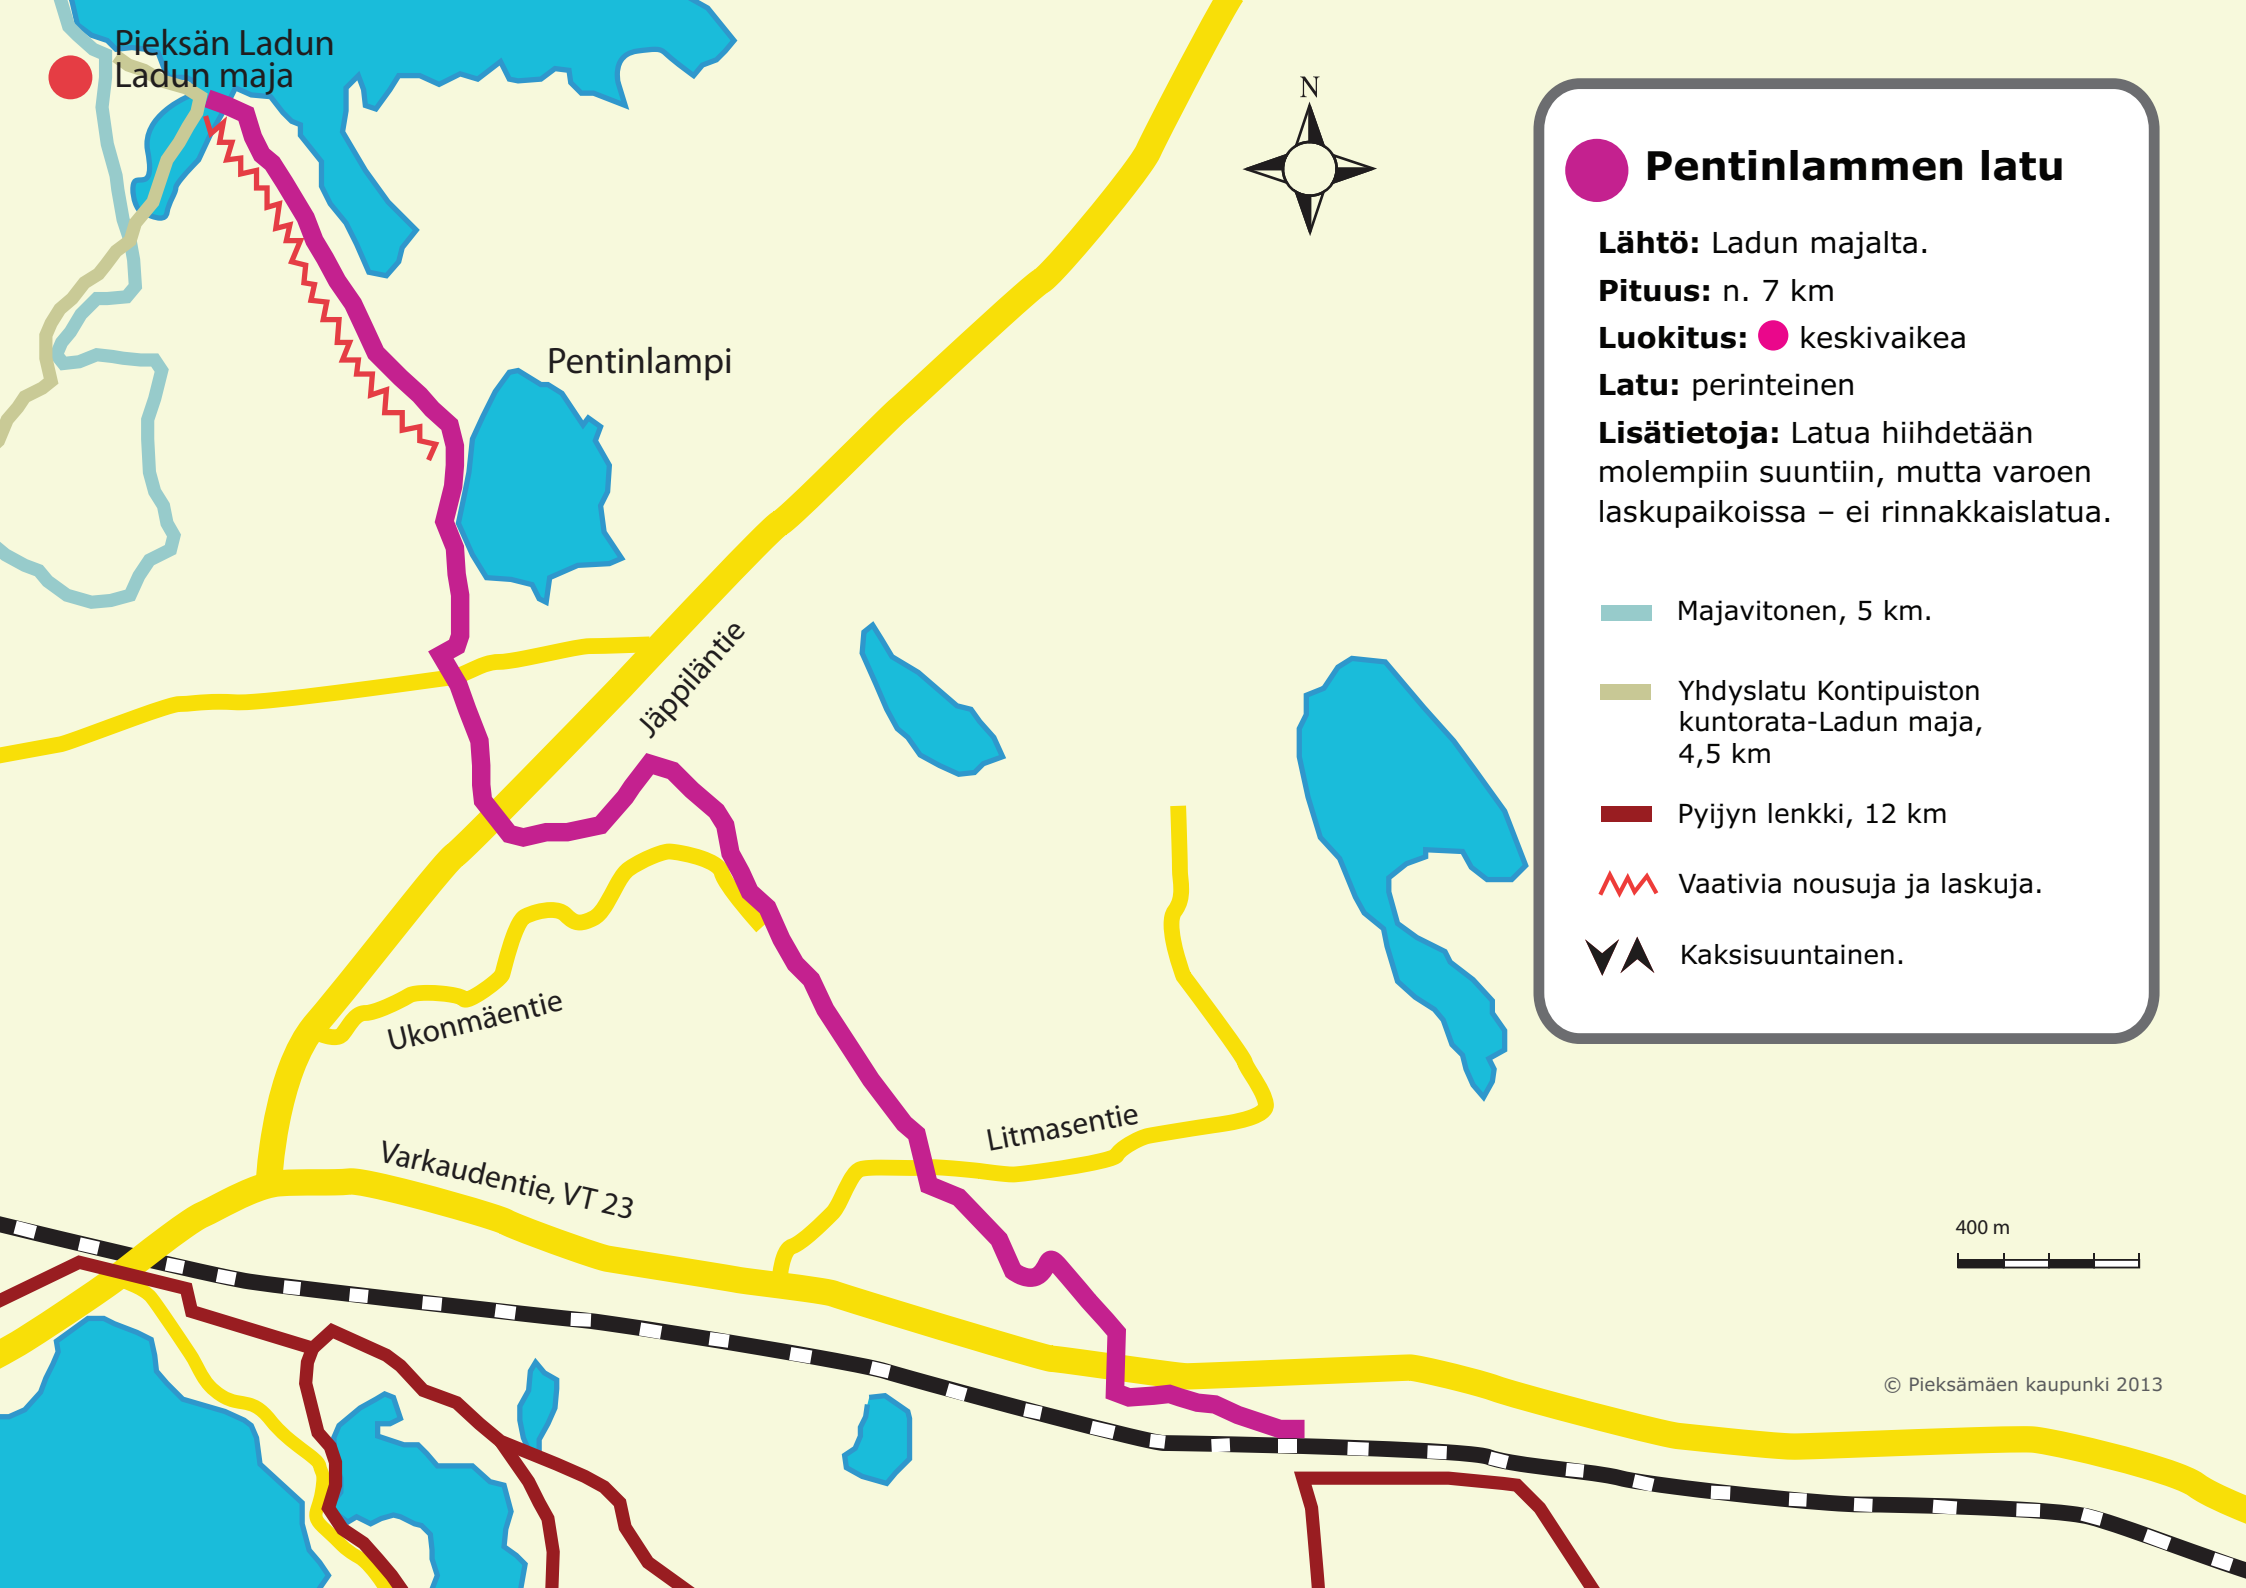 Pieksän Ladun
Ladun maja
N
Pentinlampi
Jäppiläntie
Ukonmäentie
Litmasentie
Varkaudentie, VT 23
Pentinlammen latu
Lähtö: Ladun majalta.
Pituus: n. 7 km
Luokitus: keskivaikea
Latu: perinteinen
Lisätietoja: Latua hiihdetään
molempiin suuntiin, mutta varoen
laskupaikoissa – ei rinnakkaislatua.
Majavitonen, 5 km.
Yhdyslatu Kontipuiston
kuntorata-Ladun maja,
4,5 km
Pyijyn lenkki, 12 km
Vaativia nousuja ja laskuja.
Kaksisuuntainen.
400 m
© Pieksämäen kaupunki 2013